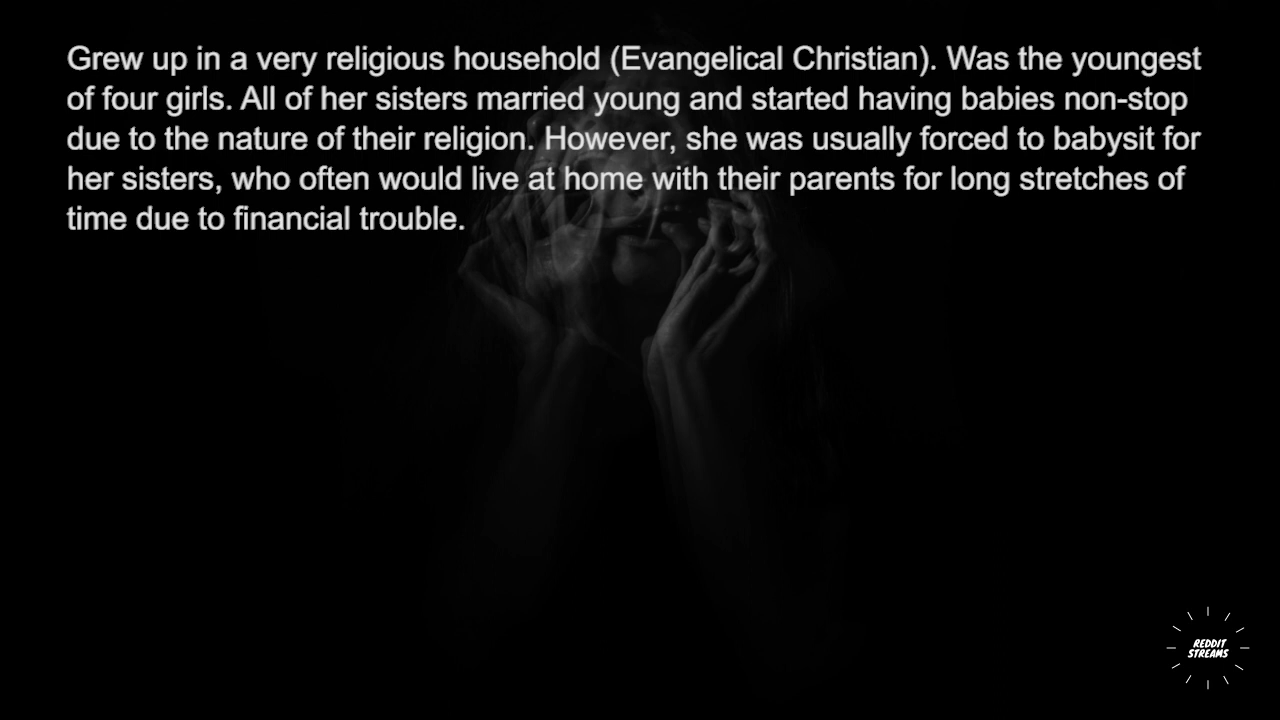 Grew up in a very religious household (Evangelical Christian). Was the youngest
of four girls. All of her sisters married young and started having babies non-stop
due to the nature of their religion. However, she was usually forced to babysit for
her sisters, who often would live at home with their parents for long stretches of
time due to financial trouble.
REDDIT
STREAMS